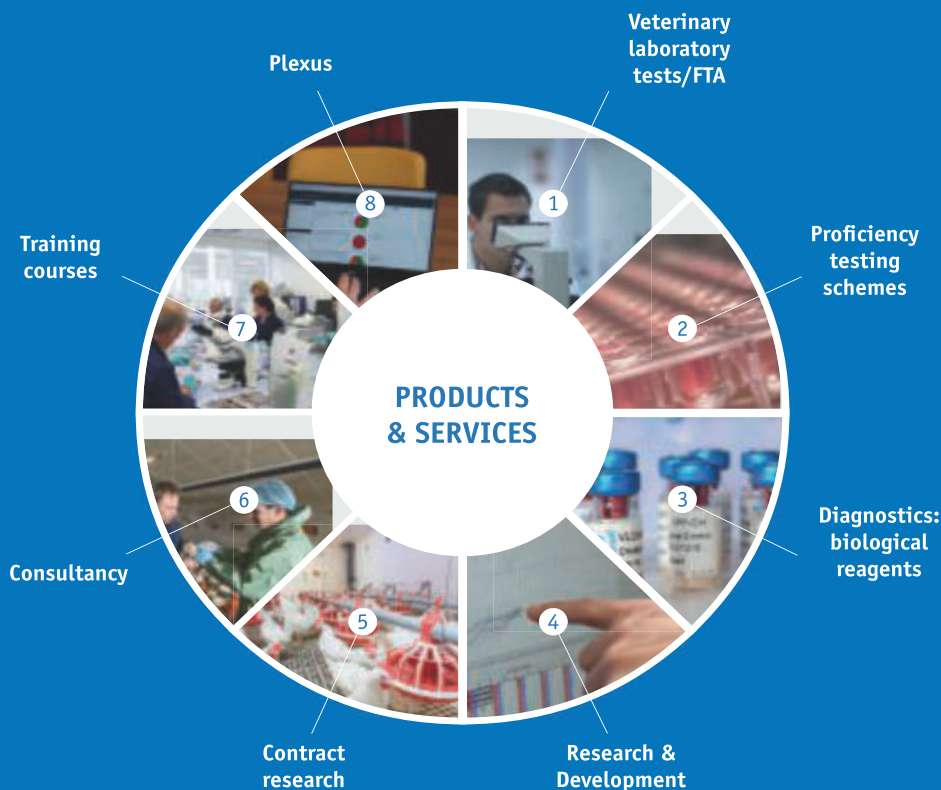 Veterinary
laboratory
tests/FTA
Plexus
8
1
Training
courses
Proficiency
testing
schemes
7
2
PRODUCTS
& SERVICES
6
3
Diagnostics:
biological
reagents
Consultancy
5
4
Contract
research
Research &
Development